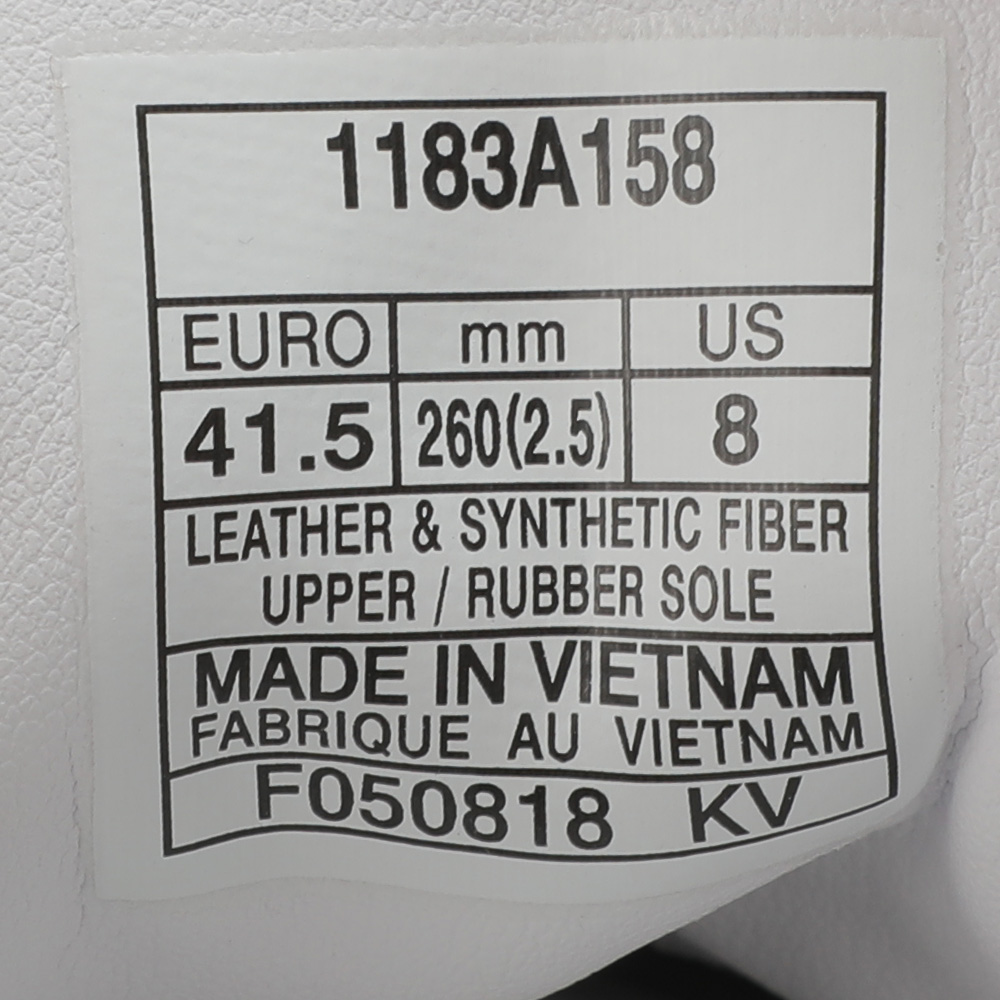 1183A158
EURO mm US
41.5 260(2.5) 8
LEATHER & SYNTHETIC FIBER
UPPER / RUBBER SOLE
MADE IN VIETNAM
FABRIQUE AU VIETNAM
F050818 KV